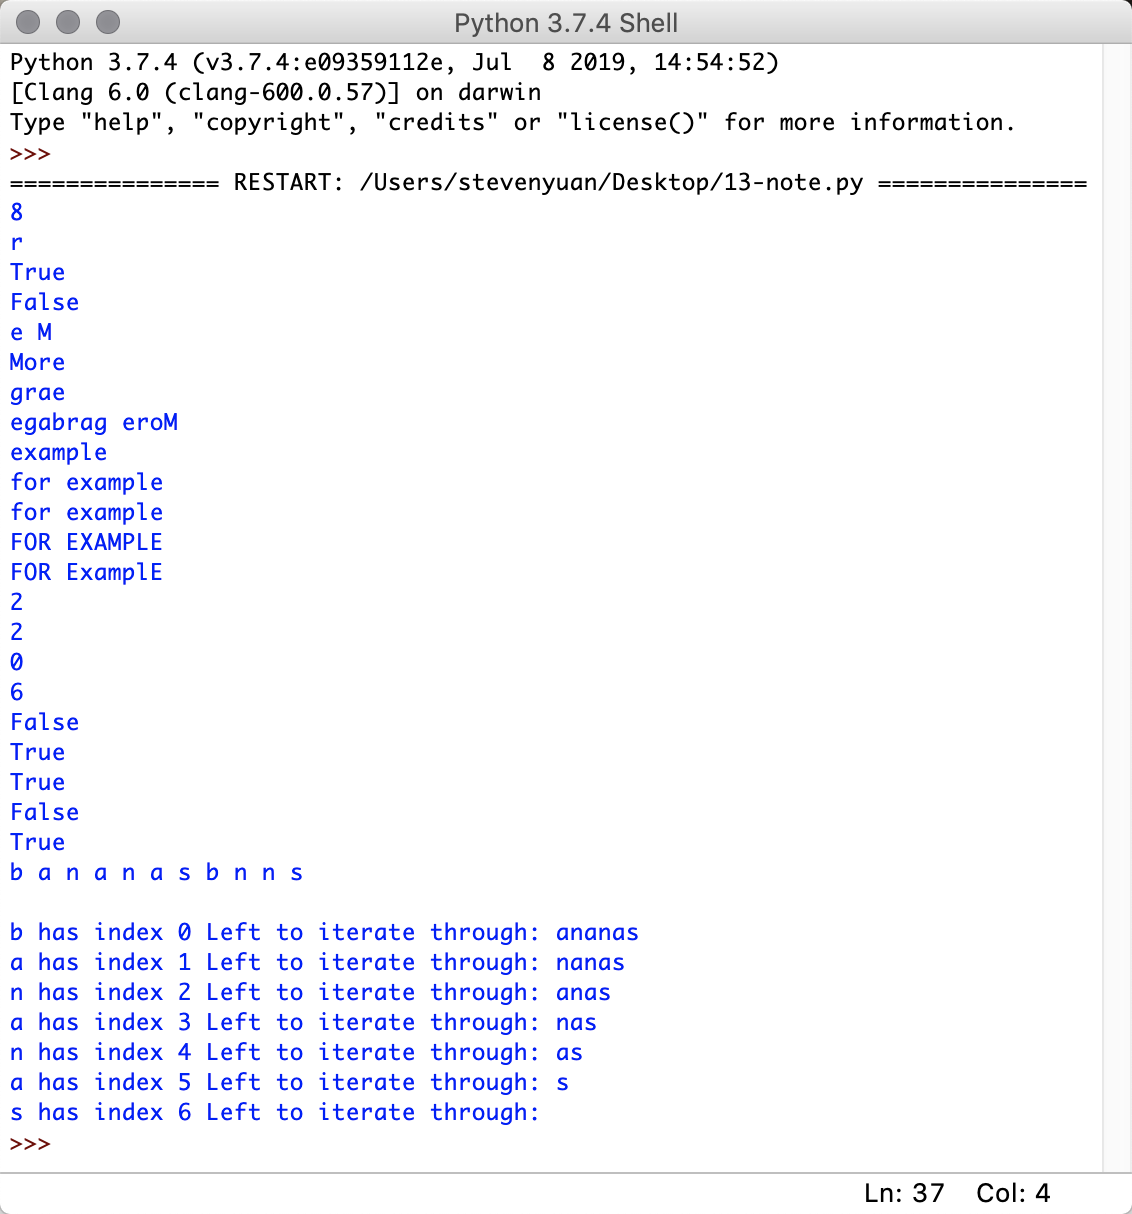 Python 3.7.4 Shell
Python 3.7.4 (v3.7.4:e09359112e, Jul  8 2019, 14:54:52)
[Clang 6.0 (clang-600.0.57)] on darwin
Type "help", "copyright", "credits" or "license()" for more information.
>>>
=============== RESTART: /Users/stevenyuan/Desktop/13-note.py ===============
8
r
True
False
e M
More
grae
egabrag eroM
example
for example
for example
FOR EXAMPLE
FOR ExamplE
2
2
0
6
False
True
True
False
True
b a n a n a s b n n s
b has index 0 Left to iterate through: ananas
a has index 1 Left to iterate through: nanas
n has index 2 Left to iterate through: anas
a has index 3 Left to iterate through: nas
n has index 4 Left to iterate through: as
a has index 5 Left to iterate through: s
s has index 6 Left to iterate through:
>>>
Ln: 37  Col: 4